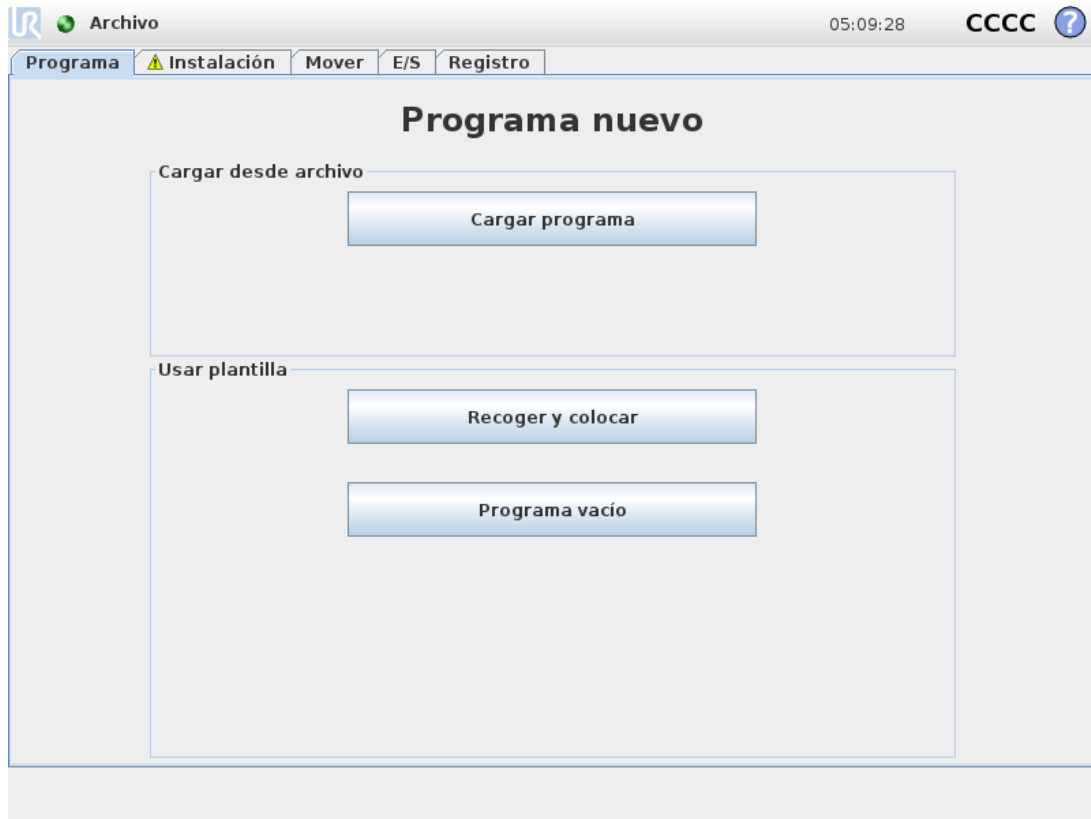 UR Archivo 05:09:28 CCCC ?
Programa Instalación Mover E/S Registro
Programa nuevo
Cargar desde archivo
Cargar programa
Usar plantilla
Recoger y colocar
Programa vacío